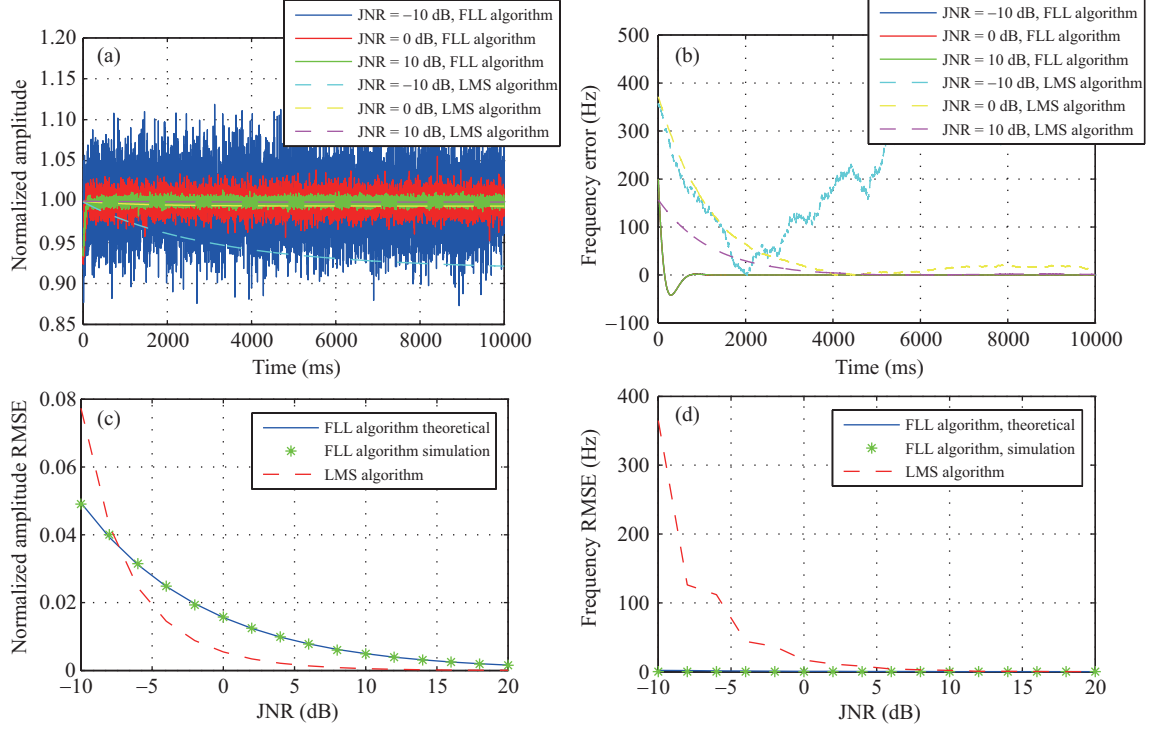 (a)
JNR = −10 dB, FLL algorithm
JNR = 0 dB, FLL algorithm
JNR = 10 dB, FLL algorithm
JNR = −10 dB, LMS algorithm
JNR = 0 dB, LMS algorithm
JNR = 10 dB, LMS algorithm
Normalized amplitude
1.20
1.15
1.10
1.05
1.00
0.95
0.90
0.85
0
2000
4000
6000
8000
10000
Time (ms)
(b)
JNR = −10 dB, FLL algorithm
JNR = 0 dB, FLL algorithm
JNR = 10 dB, FLL algorithm
JNR = −10 dB, LMS algorithm
JNR = 0 dB, LMS algorithm
JNR = 10 dB, LMS algorithm
Frequency error (Hz)
500
400
300
200
100
0
−100
0
2000
4000
6000
8000
10000
Time (ms)
(c)
FLL algorithm theoretical
FLL algorithm simulation
LMS algorithm
Normalized amplitude RMSE
0.08
0.06
0.04
0.02
0
−10
−5
0
5
10
15
20
JNR (dB)
(d)
FLL algorithm, theoretical
FLL algorithm, simulation
LMS algorithm
Frequency RMSE (Hz)
400
300
200
100
0
−10
−5
0
5
10
15
20
JNR (dB)